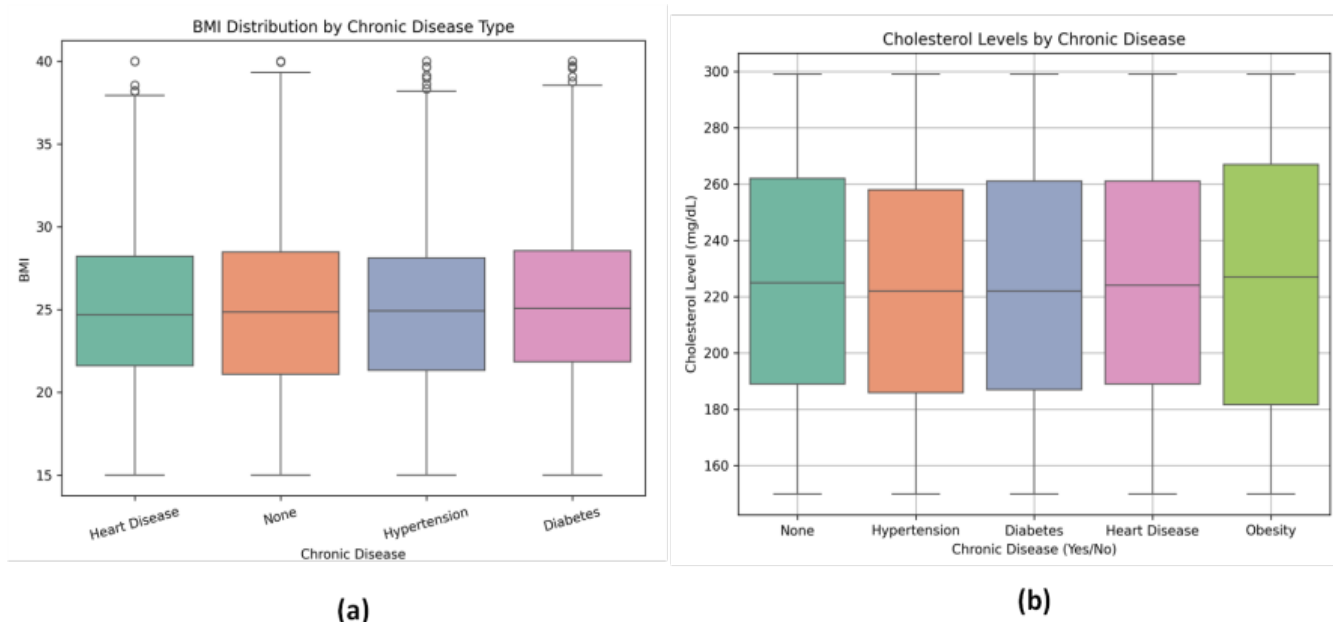 BMI Distribution by Chronic Disease Type
BMI
40
35
30
25
20
15
Heart Disease
None
Hypertension
Diabetes
Chronic Disease
(a)
Cholesterol Levels by Chronic Disease
Cholesterol Level (mg/dL)
300
280
260
240
220
200
180
160
None
Hypertension
Diabetes
Heart Disease
Obesity
Chronic Disease (Yes/No)
(b)